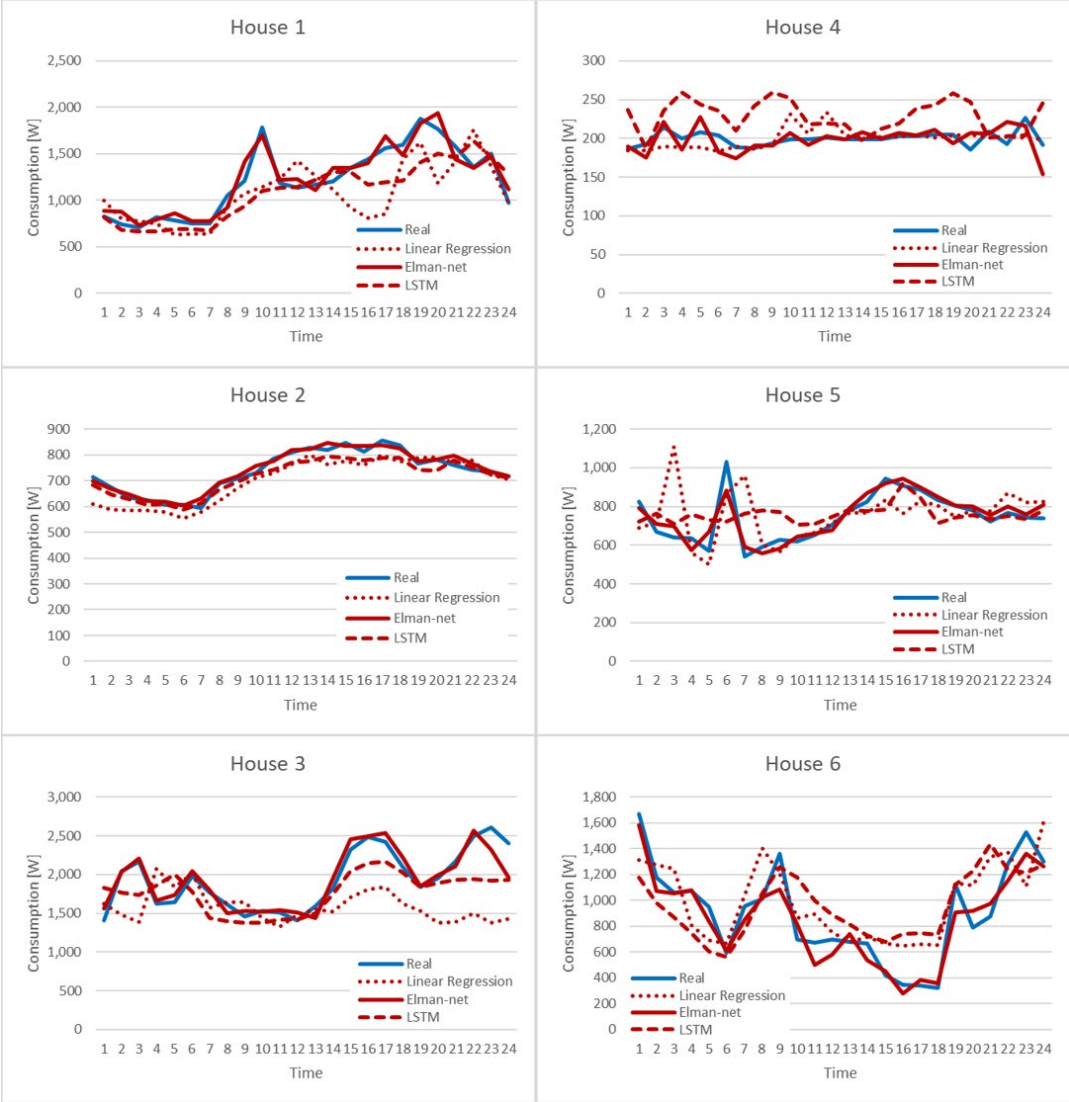 House 1
2,500
2,000
1,500
1,000
500
0
Consumption [W]
Real
Linear Regression
Elman-net
LSTM
1 2 3 4 5 6 7 8 9 10 11 12 13 14 15 16 17 18 19 20 21 22 23 24
Time
House 4
300
250
200
150
100
50
0
Consumption [W]
Real
Linear Regression
Elman-net
LSTM
1 2 3 4 5 6 7 8 9 10 11 12 13 14 15 16 17 18 19 20 21 22 23 24
Time
House 2
900
800
700
600
500
400
300
200
100
0
Consumption [W]
Real
Linear Regression
Elman-net
LSTM
1 2 3 4 5 6 7 8 9 10 11 12 13 14 15 16 17 18 19 20 21 22 23 24
Time
House 5
1,200
1,000
800
600
400
200
0
Consumption [W]
Real
Linear Regression
Elman-net
LSTM
1 2 3 4 5 6 7 8 9 10 11 12 13 14 15 16 17 18 19 20 21 22 23 24
Time
House 3
3,000
2,500
2,000
1,500
1,000
500
0
Consumption [W]
Real
Linear Regression
Elman-net
LSTM
1 2 3 4 5 6 7 8 9 10 11 12 13 14 15 16 17 18 19 20 21 22 23 24
Time
House 6
1,800
1,600
1,400
1,200
1,000
800
600
400
200
0
Consumption [W]
Real
Linear Regression
Elman-net
LSTM
1 2 3 4 5 6 7 8 9 10 11 12 13 14 15 16 17 18 19 20 21 22 23 24
Time